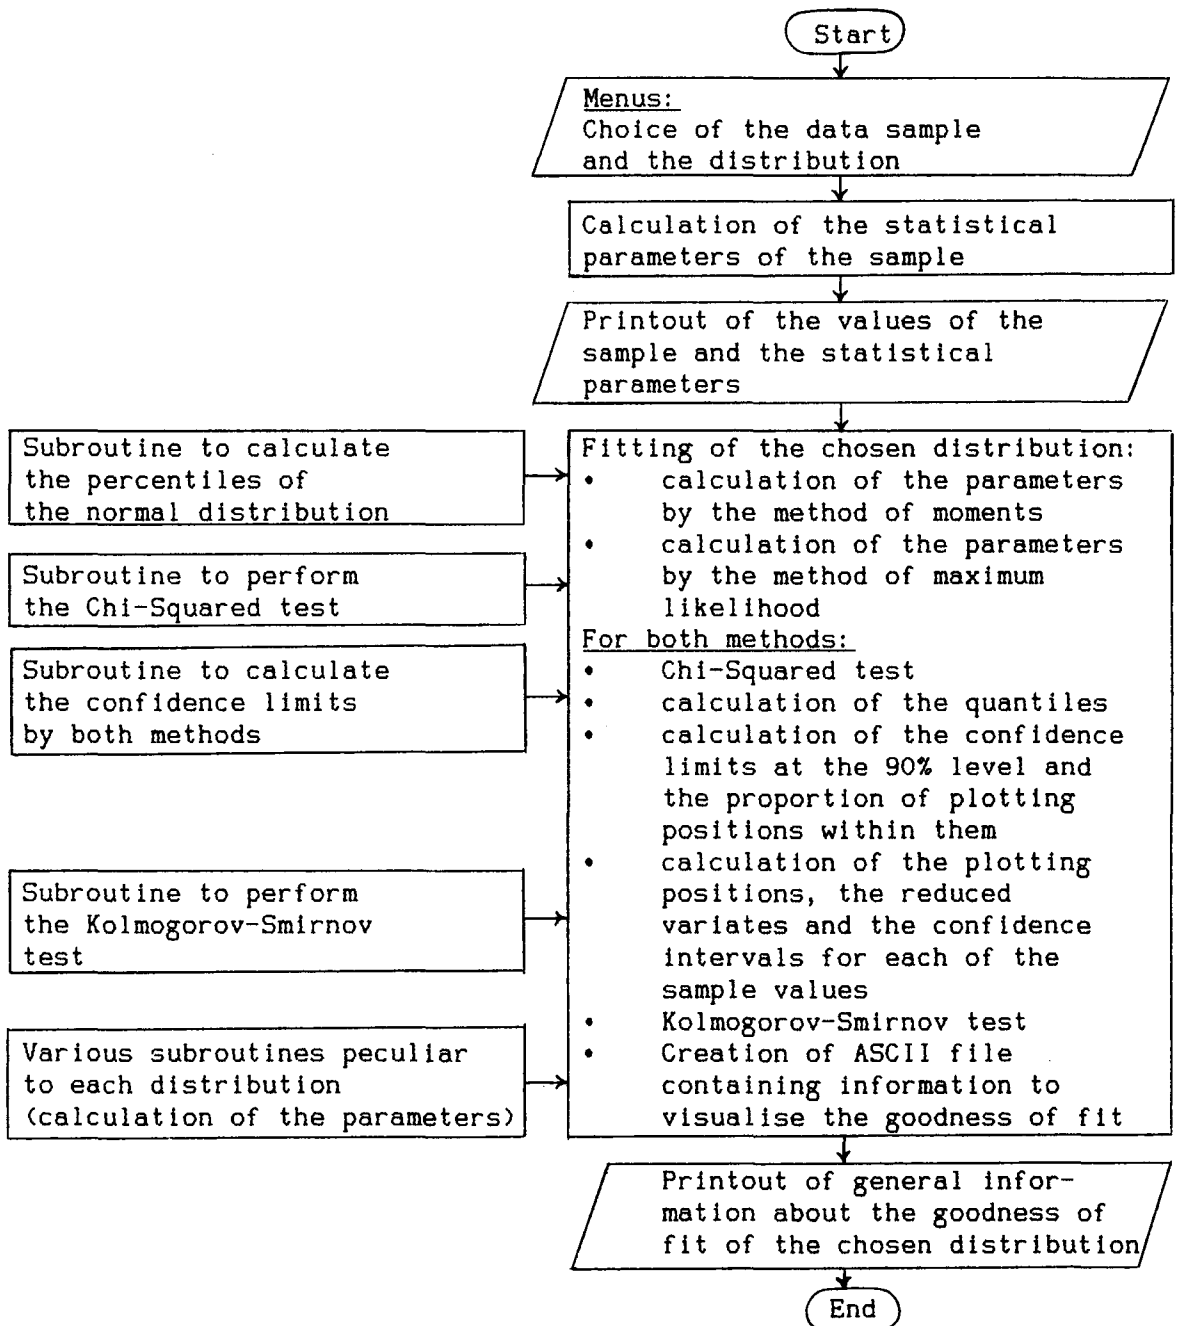 Start
Menus:
Choice of the data sample
and the distribution
Calculation of the statistical
parameters of the sample
Printout of the values of the
sample and the statistical
parameters
Subroutine to calculate
the percentiles of
the normal distribution
Subroutine to perform
the Chi-Squared test
Subroutine to calculate
the confidence limits
by both methods
Subroutine to perform
the Kolmogorov-Smirnov
test
Various subroutines peculiar
to each distribution
(calculation of the parameters)
Fitting of the chosen distribution:
• calculation of the parameters
by the method of moments
• calculation of the parameters
by the method of maximum
likelihood
For both methods:
• Chi-Squared test
• calculation of the quantiles
• calculation of the confidence
limits at the 90% level and
the proportion of plotting
positions within them
• calculation of the plotting
positions, the reduced
variates and the confidence
intervals for each of the
sample values
• Kolmogorov-Smirnov test
• Creation of ASCII file
containing information to
visualise the goodness of fit
Printout of general infor-
mation about the goodness of
fit of the chosen distribution
End